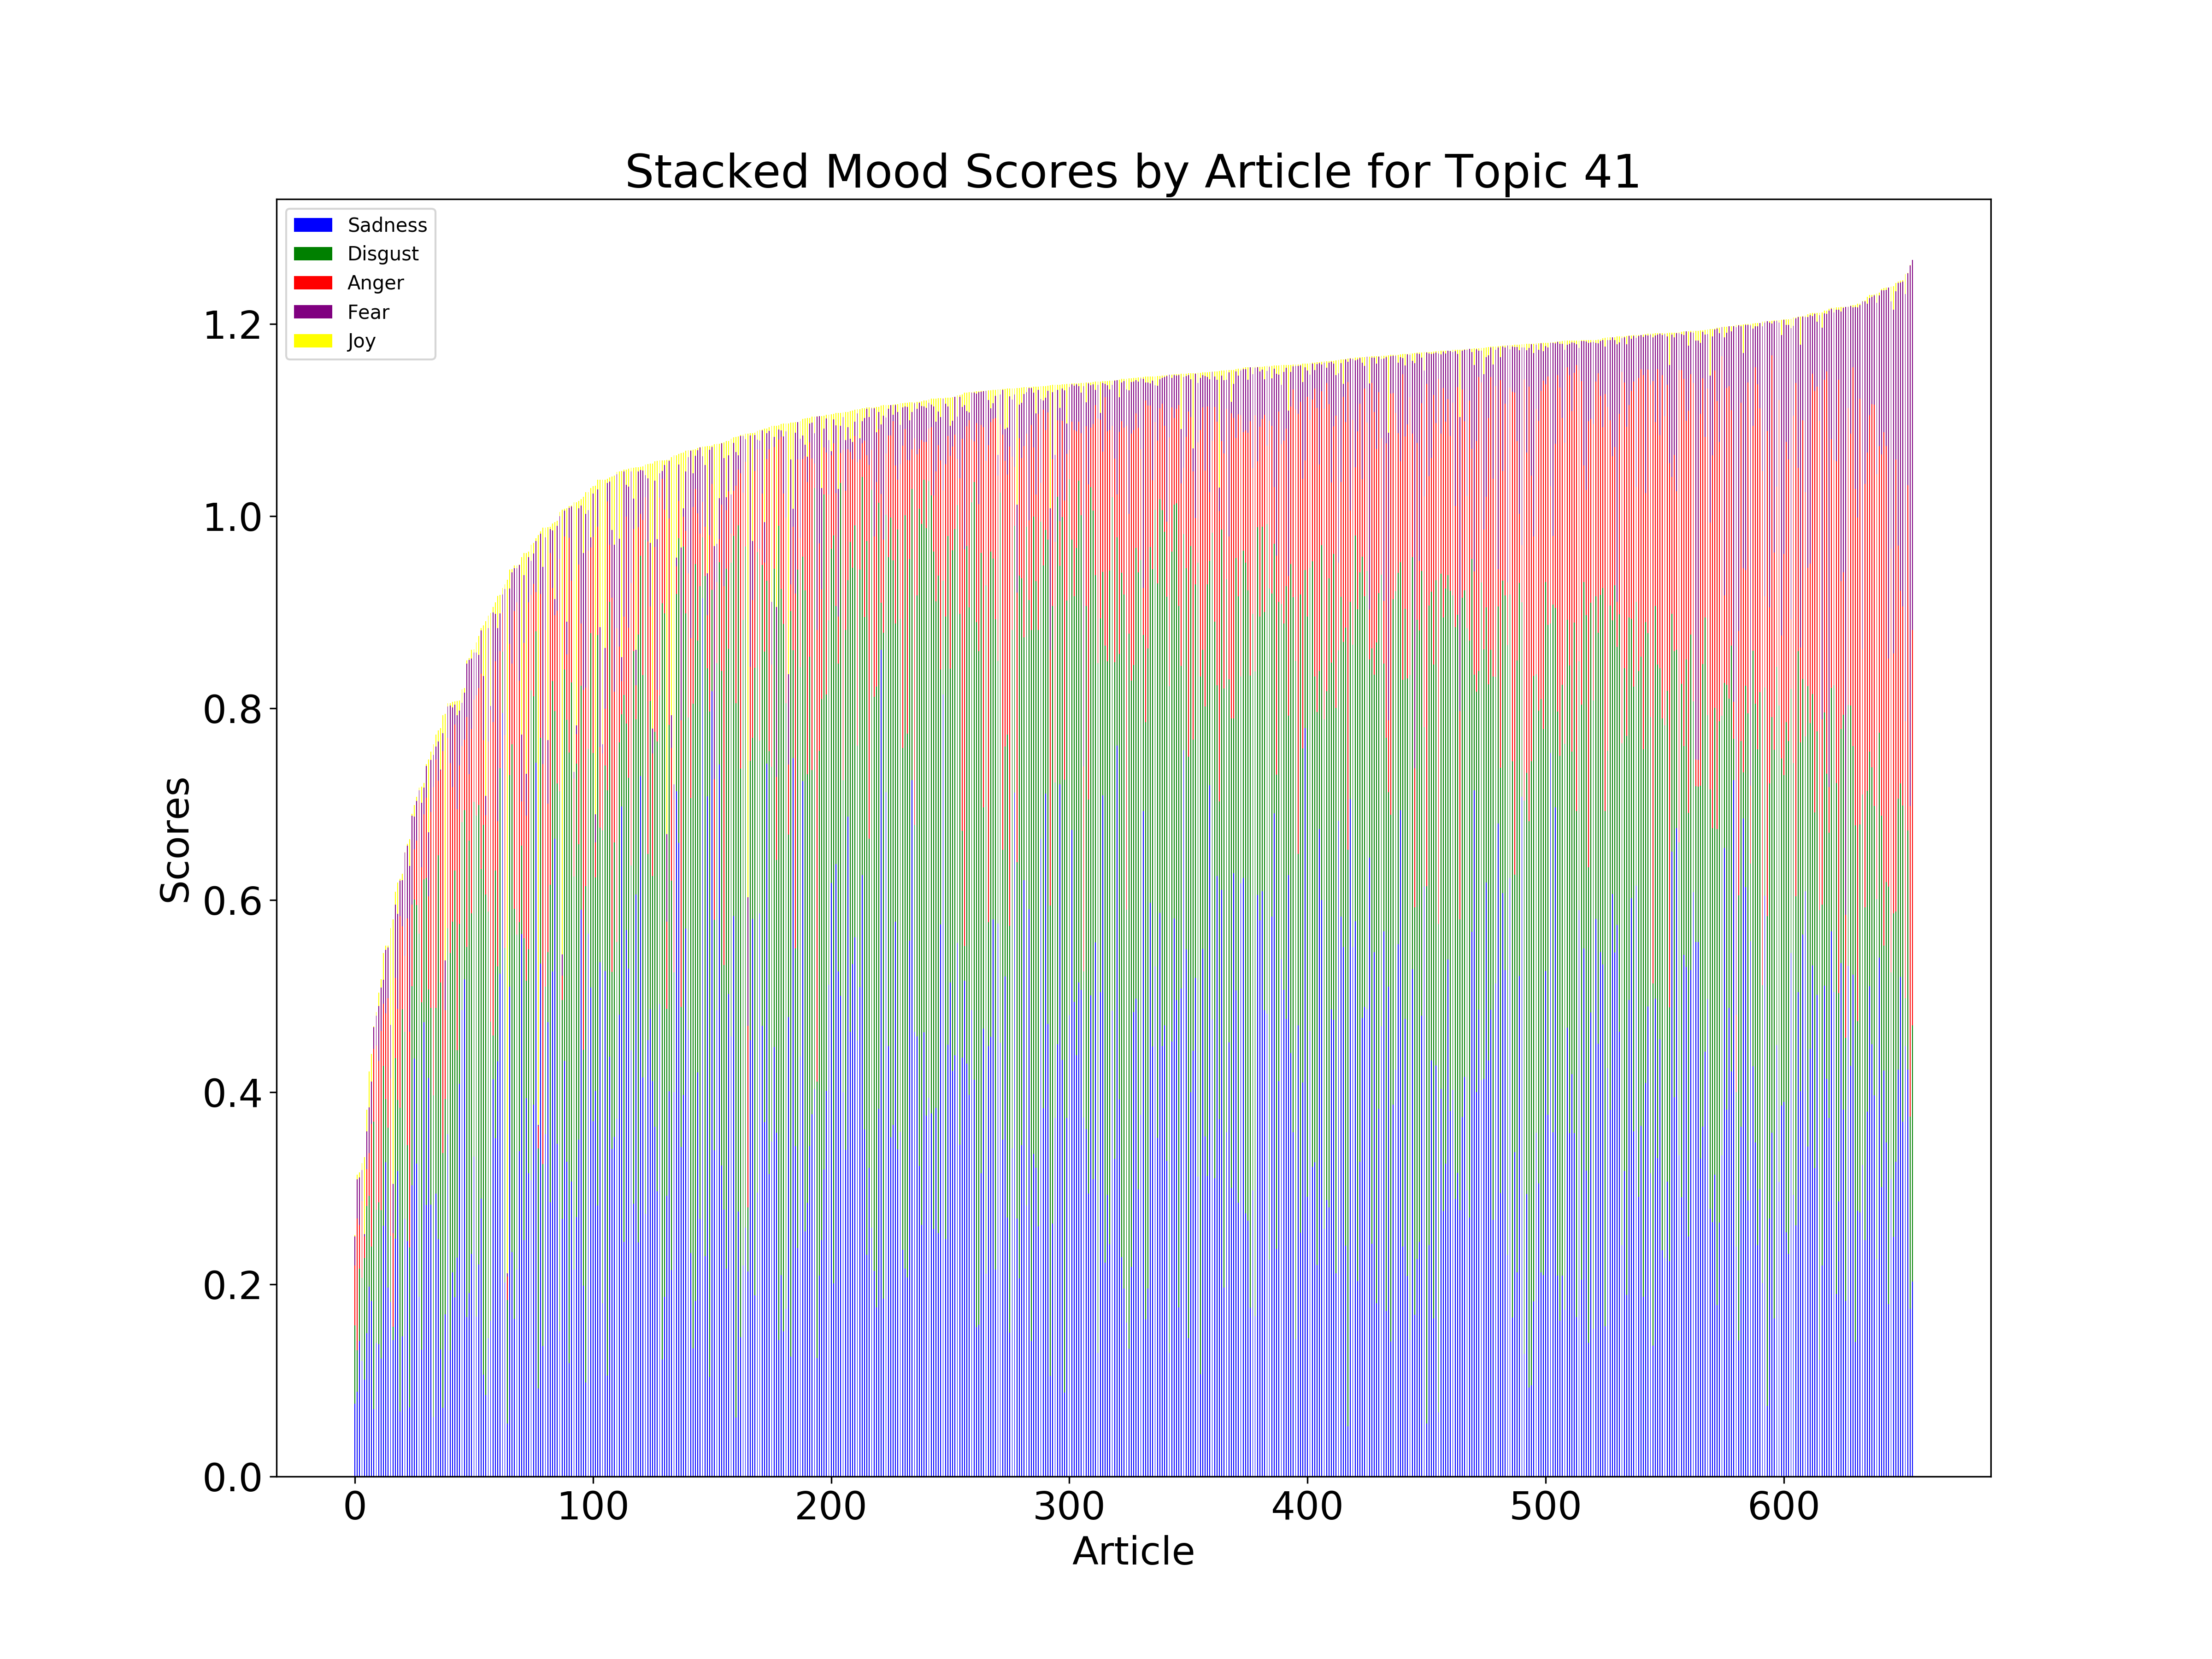 Stacked Mood Scores by Article for Topic 41
Sadness
Disgust
Anger
Fear
Joy
1.2
1.0
0.8
0.6
0.4
0.2
0.0
Scores
0 100 200 300 400 500 600
Article